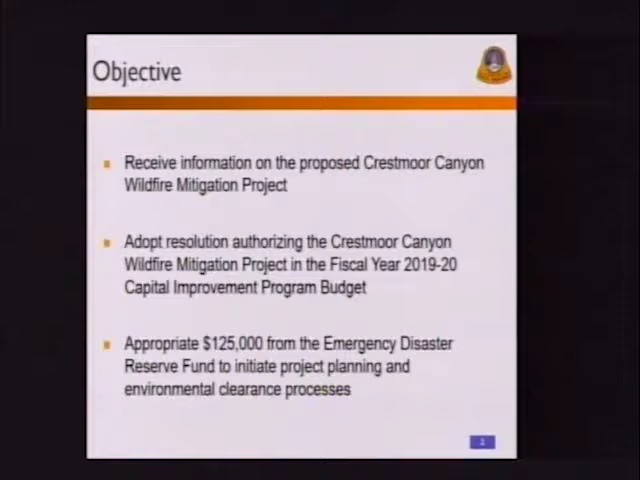 Objective
Receive information on the proposed Crestmoor Canyon
Wildfire Mitigation Project
Adopt resolution authorizing the Crestmoor Canyon
Wildfire Mitigation Project in the Fiscal Year 2019-20
Capital Improvement Program Budget
Appropriate $125,000 from the Emergency Disaster
Reserve Fund to initiate project planning and
environmental clearance processes